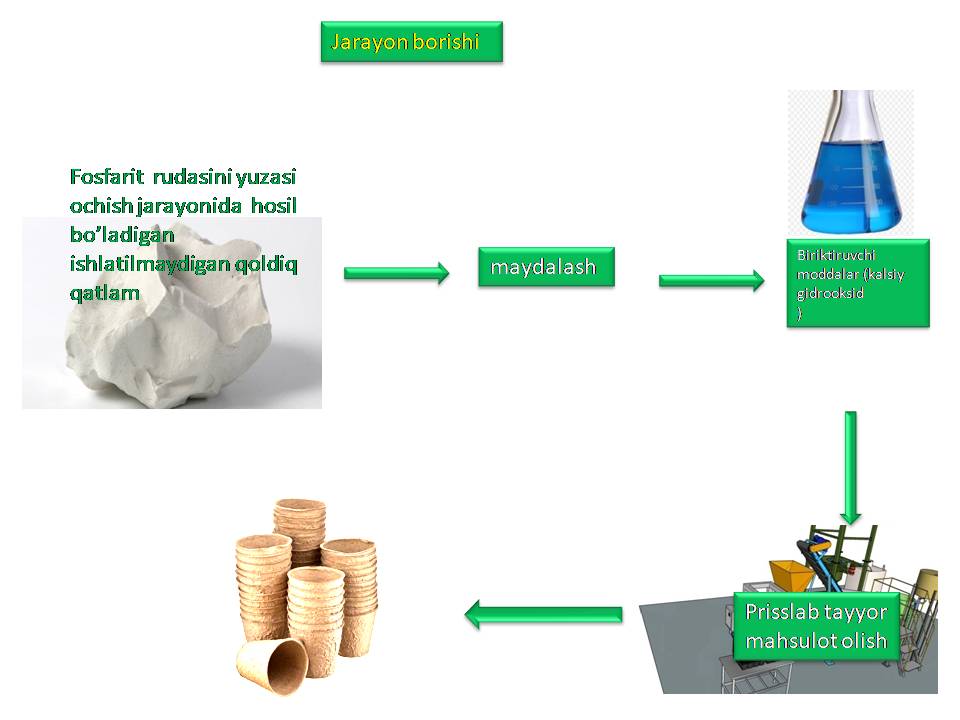 Jarayon borishi
Fosfarit rudasini yuzasi
ochish jarayonida hosil
bo’ladigan
ishlatilmaydigan qoldiq
qatlam
maydalash
Biriktiruvchi
moddalar (kalsiy
gidrooksid
)
Prisslab tayyor
mahsulot olish